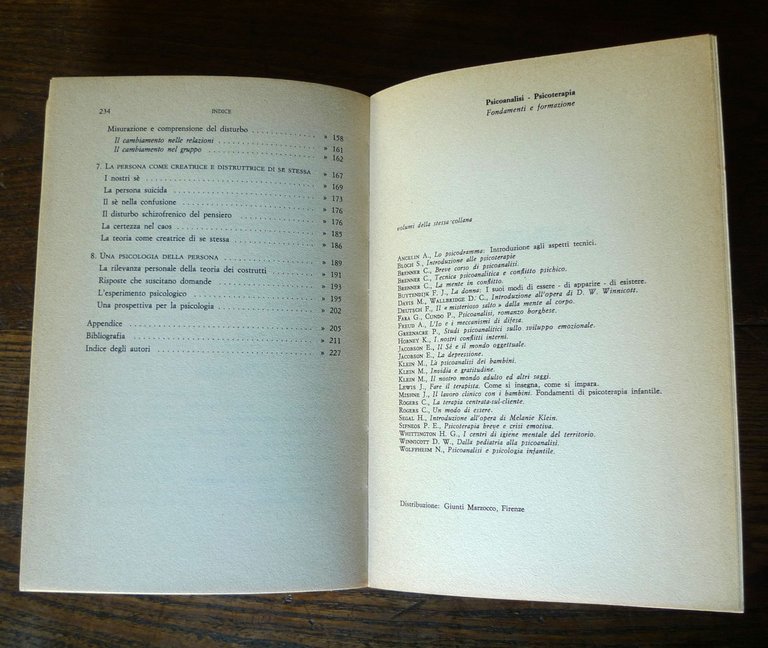 234 INDICE
Misurazione e comprensione del disturbo . . . . . . . . . . . . » 158
Il cambiamento nelle relazioni . . . . . . . . . . . . » 161
Il cambiamento nel gruppo . . . . . . . . . . . . » 162
7. LA PERSONA COME CREATRICE E DISTRUTTRICE DI SE STESSA » 167
I nostri sè . . . . . . . . . . . . » 169
La persona suicida . . . . . . . . . . . . » 173
Il sè nella confusione . . . . . . . . . . . . » 176
Il disturbo schizofrenico del pensiero . . . . . . . . . . . . » 176
La certezza nel caos . . . . . . . . . . . . » 185
La teoria come creatrice di se stessa . . . . . . . . . . . . » 186
8. UNA PSICOLOGIA DELLA PERSONA . . . . . . . . . . . . » 189
La rilevanza personale della teoria dei costrutti . . . . . . . . . . . . » 191
Risposte che suscitano domande . . . . . . . . . . . . » 193
L'esperimento psicologico . . . . . . . . . . . . » 195
Una prospettiva per la psicologia . . . . . . . . . . . . » 202
Appendice . . . . . . . . . . . . » 205
Bibliografia . . . . . . . . . . . . » 211
Indice degli autori . . . . . . . . . . . . » 227
Psicoanalisi - Psicoterapia
Fondamenti e formazione
volumi della stessa collana
ANGELIN A., Lo psicodramma: Introduzione agli aspetti tecnici.
BLOCH S., Introduzione alle psicoterapie
BRENNER C., Breve corso di psicoanalisi.
BRENNER C., Tecnica psicoanalitica e conflitto psichico.
BRENNER C., La mente in conflitto.
BUYTENDIJK F. J., La donna: I suoi modi di essere - di apparire - di esistere.
DAVIS M., WALLBRIDGE D. C., Introduzione all'opera di D. W. Winnicott.
DEUTSCH F., Il «misterioso salto» dalla mente al corpo.
FARA G., CUNDO P., Psicoanalisi, romanzo borghese.
FREUD A., L'Io e i meccanismi di difesa.
GREENACRE P., Studi psicoanalitici sullo sviluppo emozionale.
HORNEY K., I nostri conflitti interni.
JACOBSON E., Il Sè e il mondo oggettuale.
JACOBSON E., La depressione.
KLEIN M., La psicoanalisi dei bambini.
KLEIN M., Invidia e gratitudine.
KLEIN M., Il nostro mondo adulto ed altri saggi.
LEWIS J., Fare il terapista. Come si insegna, come si impara.
MISHNE J., Il lavoro clinico con i bambini. Fondamenti di psicoterapia infantile.
ROGERS C., La terapia centrata-sul-cliente.
ROGERS C., Un modo di essere.
SEGAL H., Introduzione all'opera di Melanie Klein.
SIFNEOS P. E., Psicoterapia breve e crisi emotiva.
WHITTINGTON H. G., I centri di igiene mentale del territorio.
WINNICOTT D. W., Dalla pediatria alla psicoanalisi.
WOLFFHEIM N., Psicoanalisi e psicologia infantile.
Distribuzione: Giunti Marzocco, Firenze